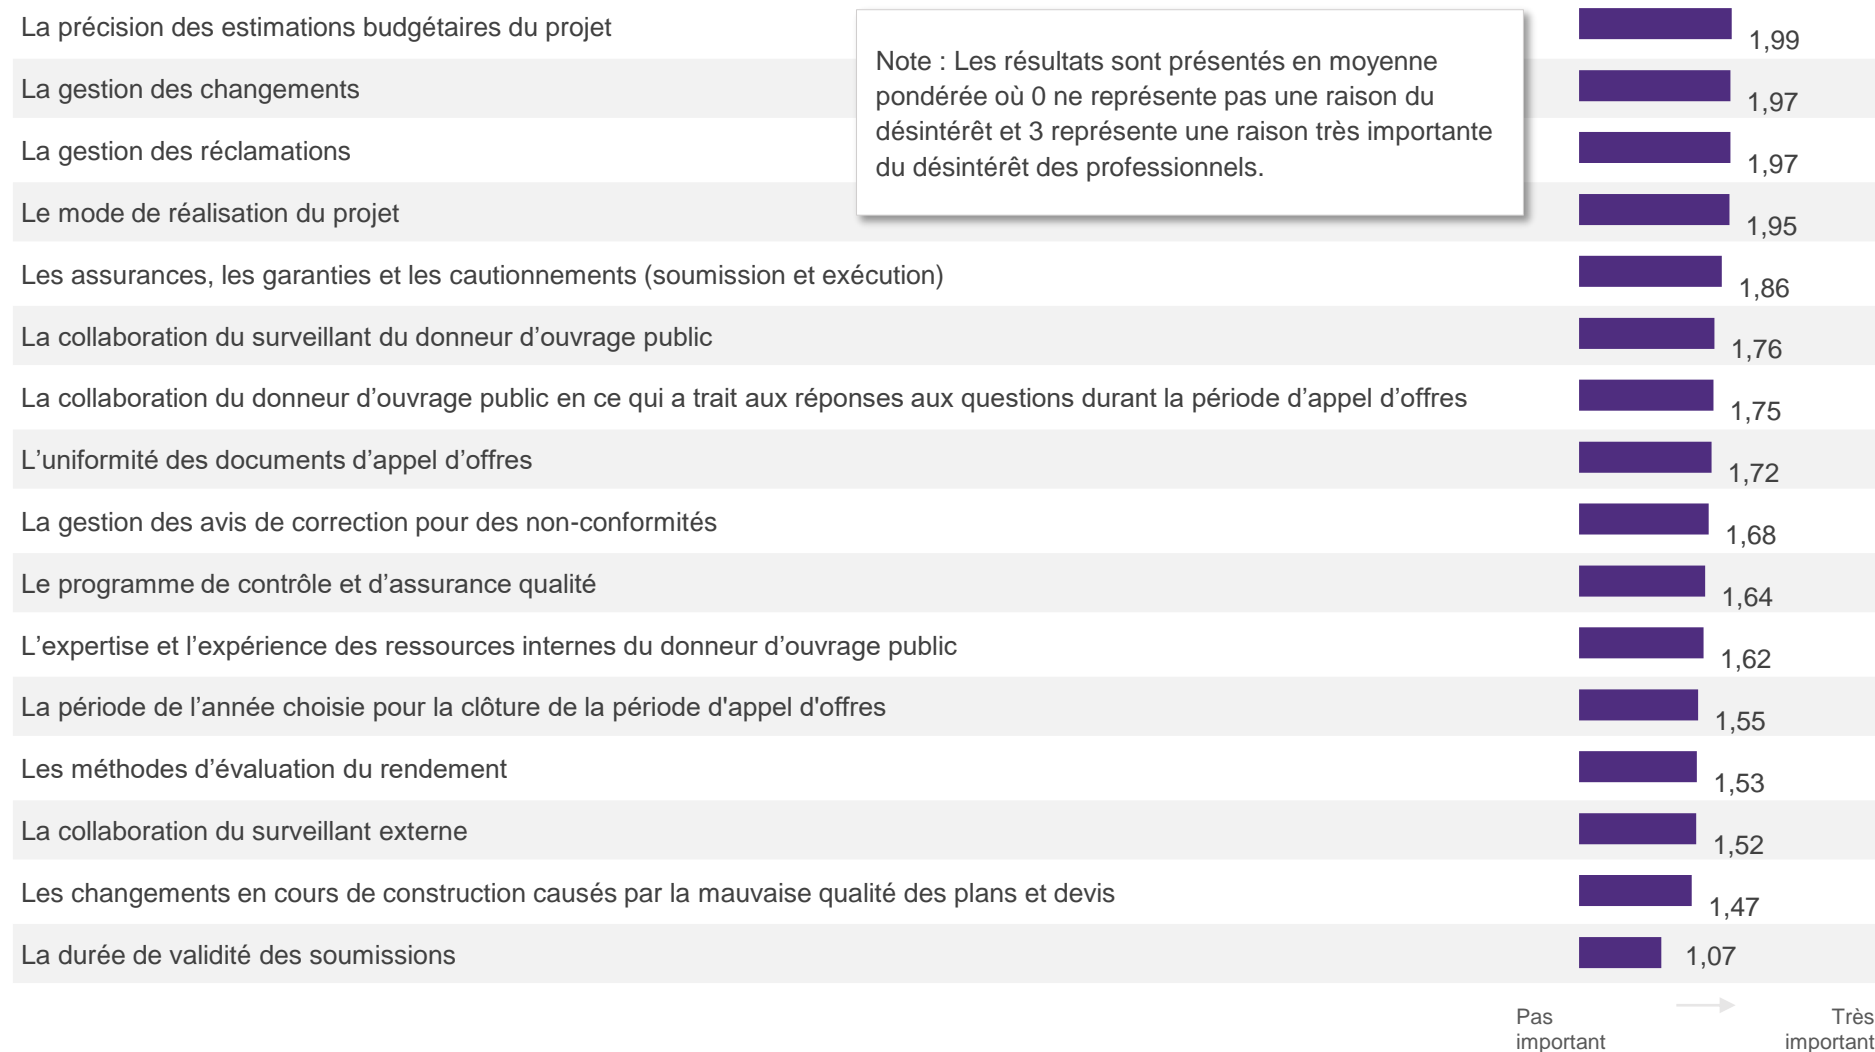 La précision des estimations budgétaires du projet 1,99
Note : Les résultats sont présentés en moyenne
pondérée où 0 ne représente pas une raison du
désintérêt et 3 représente une raison très importante
du désintérêt des professionnels.
La gestion des changements 1,97
La gestion des réclamations 1,97
Le mode de réalisation du projet 1,95
Les assurances, les garanties et les cautionnements (soumission et exécution) 1,86
La collaboration du surveillant du donneur d’ouvrage public 1,76
La collaboration du donneur d’ouvrage public en ce qui a trait aux réponses aux questions durant la période d’appel d’offres 1,75
L’uniformité des documents d’appel d’offres 1,72
La gestion des avis de correction pour des non-conformités 1,68
Le programme de contrôle et d’assurance qualité 1,64
L’expertise et l’expérience des ressources internes du donneur d’ouvrage public 1,62
La période de l’année choisie pour la clôture de la période d'appel d'offres 1,55
Les méthodes d’évaluation du rendement 1,53
La collaboration du surveillant externe 1,52
Les changements en cours de construction causés par la mauvaise qualité des plans et devis 1,47
La durée de validité des soumissions 1,07
Pas
important
Très
important